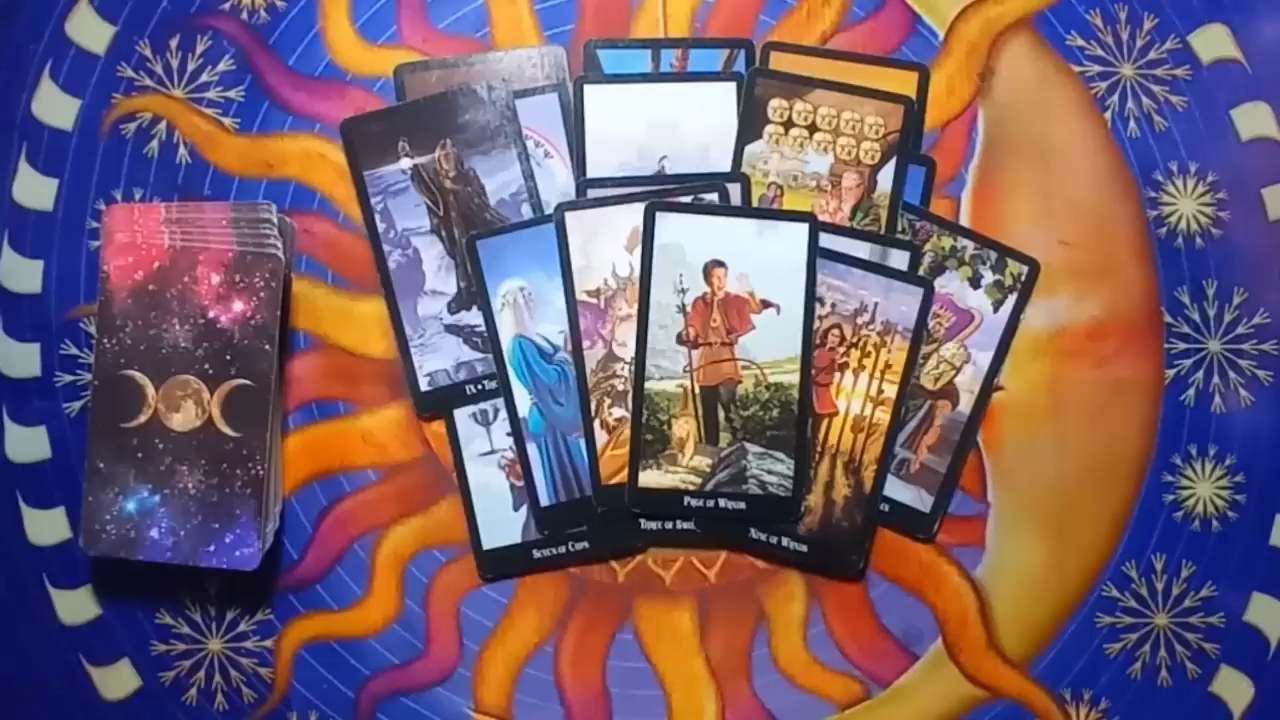 IX • The
Page of Wands
Three of Swo
Nine of Wands
Seven of Cups